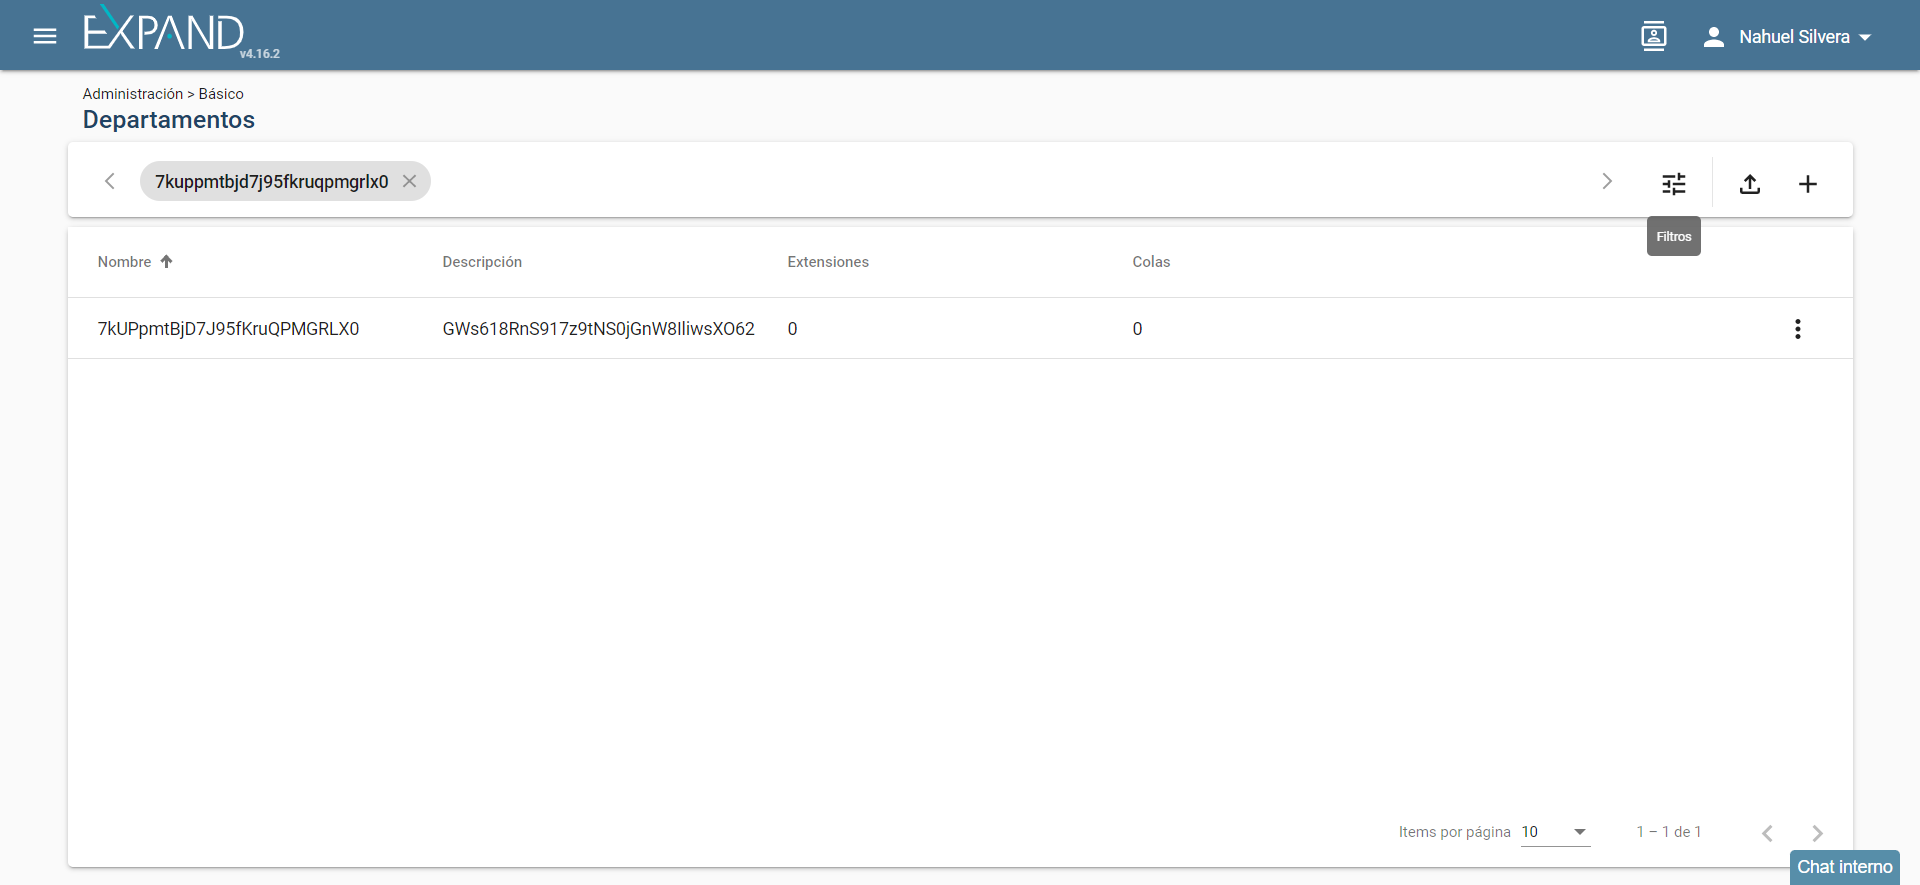 EXPAND
v4.16.2
Nahuel Silvera
Administración > Básico
Departamentos
7kuppmtbjd7j95fkruqpmgrlx0
Filtros
Nombre Descripción Extensiones Colas
7kUPpmtBjD7J95fKruQPMGRLX0 GWs618RnS917z9tNS0jGnW8IliwsXO62 0 0
Items por página 10 1 – 1 de 1
Chat interno